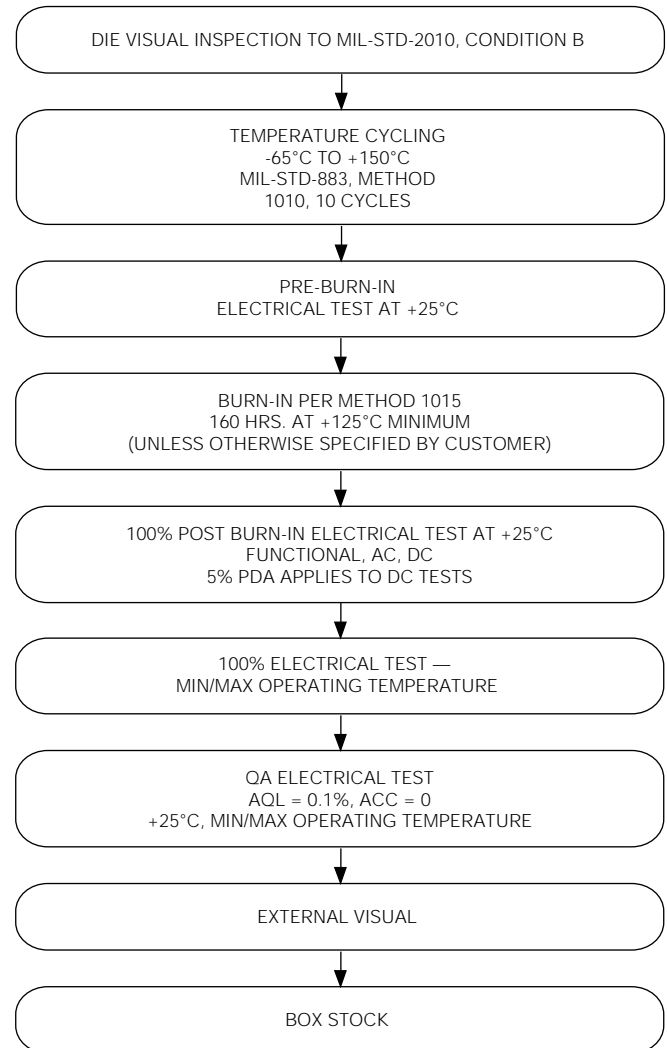 DIE VISUAL INSPECTION TO MIL-STD-2010, CONDITION B
TEMPERATURE CYCLING
-65°C TO +150°C
MIL-STD-883, METHOD
1010, 10 CYCLES
PRE-BURN-IN
ELECTRICAL TEST AT +25°C
BURN-IN PER METHOD 1015
160 HRS. AT +125°C MINIMUM
(UNLESS OTHERWISE SPECIFIED BY CUSTOMER)
100% POST BURN-IN ELECTRICAL TEST AT +25°C
FUNCTIONAL, AC, DC
5% PDA APPLIES TO DC TESTS
100% ELECTRICAL TEST —
MIN/MAX OPERATING TEMPERATURE
QA ELECTRICAL TEST
AQL = 0.1%, ACC = 0
+25°C, MIN/MAX OPERATING TEMPERATURE
EXTERNAL VISUAL
BOX STOCK